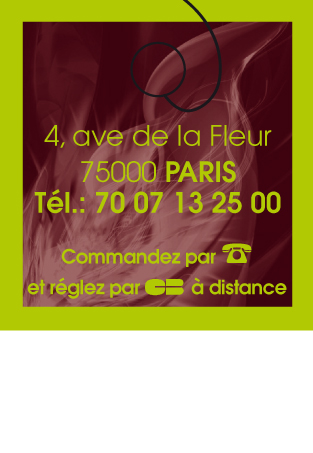 4, ave de la Fleur
75000 PARIS
Tél.: 70 07 13 25 00
Commandez par ☎
et réglez par CB à distance